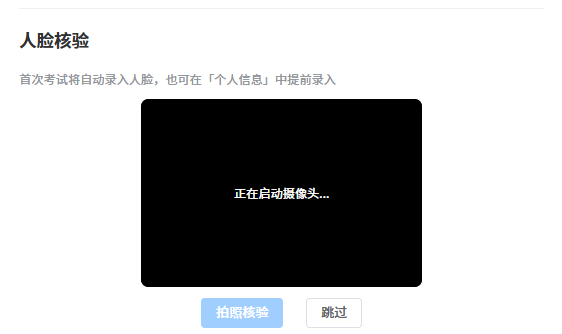 人脸核验
首次考试将自动录入人脸，也可在「个人信息」中提前录入
正在启动摄像头...
拍照核验
跳过